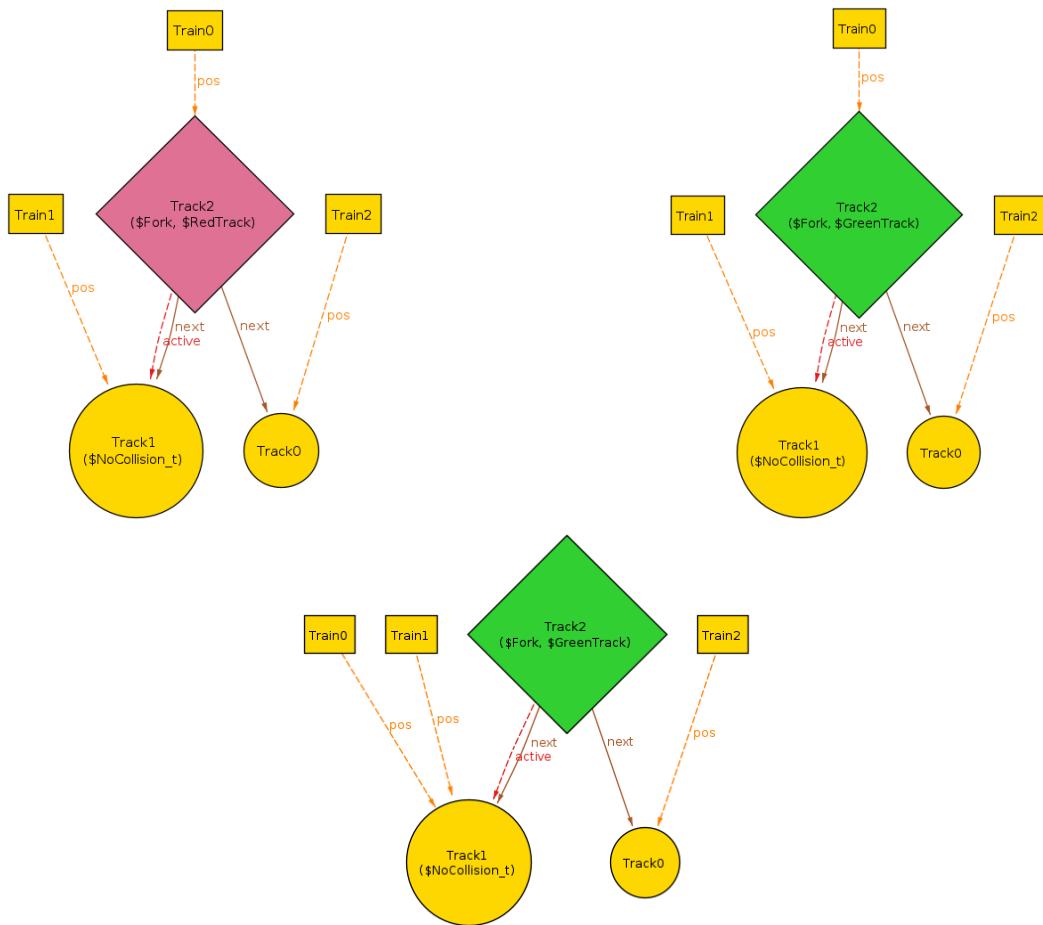 Train0
pos
Track2
($Fork, $RedTrack)
Train1
Train2
pos
pos
next
next
active
Track1
($NoCollision_t)
Track0
Train0
pos
Track2
($Fork, $GreenTrack)
Train1
Train2
pos
pos
next
next
active
Track1
($NoCollision_t)
Track0
Track2
($Fork, $GreenTrack)
Train0
Train1
Train2
pos
pos
pos
next
next
active
Track1
($NoCollision_t)
Track0